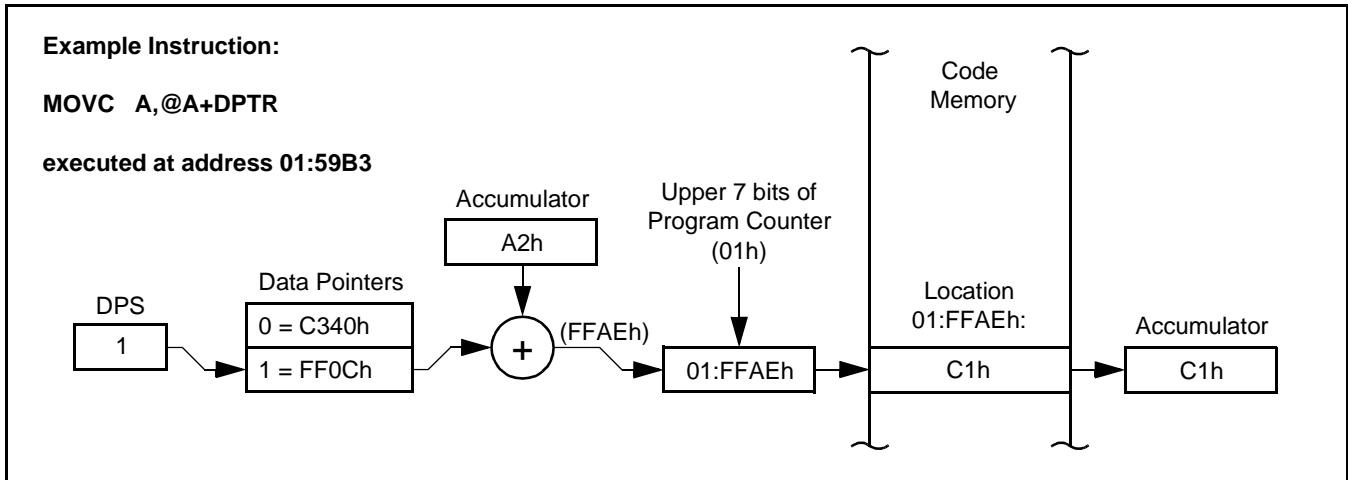 Example Instruction:
MOVC A,@A+DPTR
executed at address 01:59B3
DPS
1
Data Pointers
0 = C340h
1 = FF0Ch
Accumulator
A2h
+
(FFAEh)
Upper 7 bits of
Program Counter
(01h)
01:FFAEh
Code
Memory
Location
01:FFAEh:
C1h
Accumulator
C1h